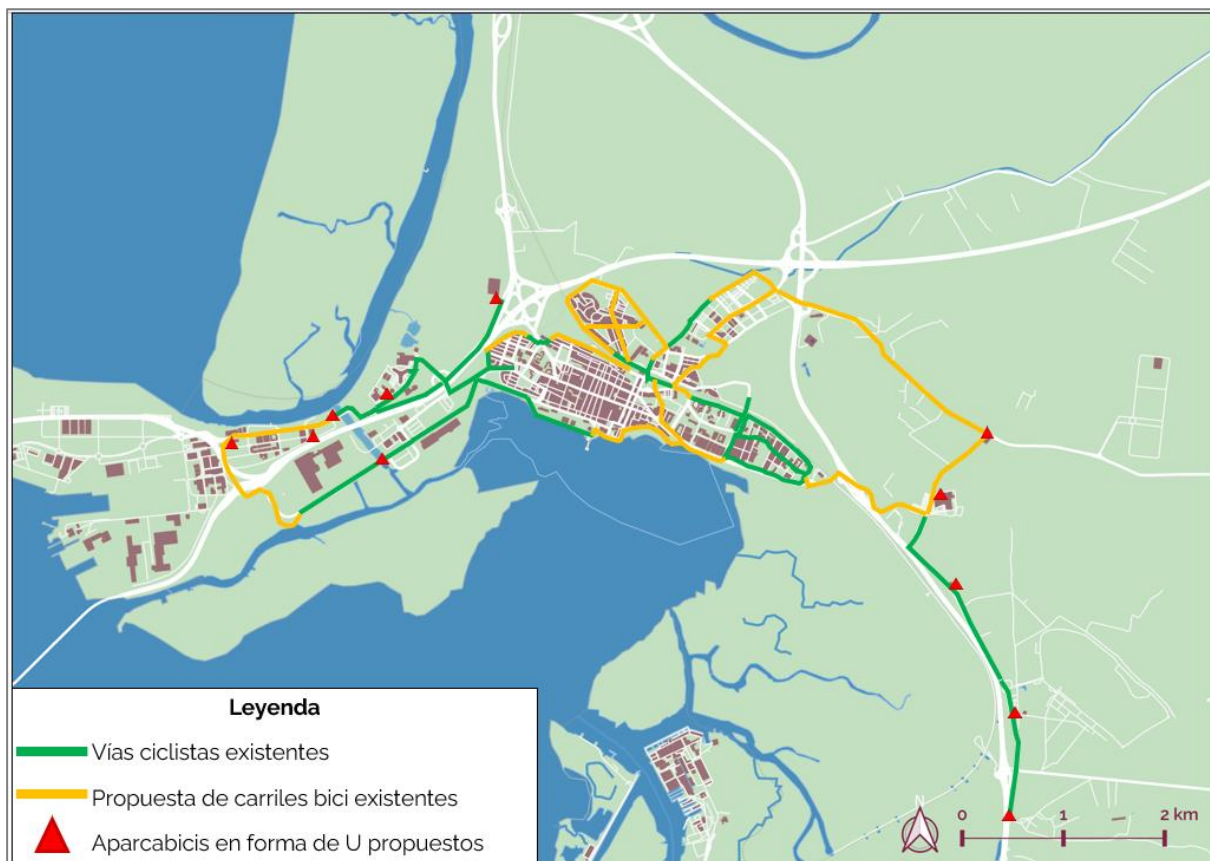 Leyenda
Vías ciclistas existentes
Propuesta de carriles bici existentes
Aparcabicis en forma de U propuestos
N
0 1 2 km